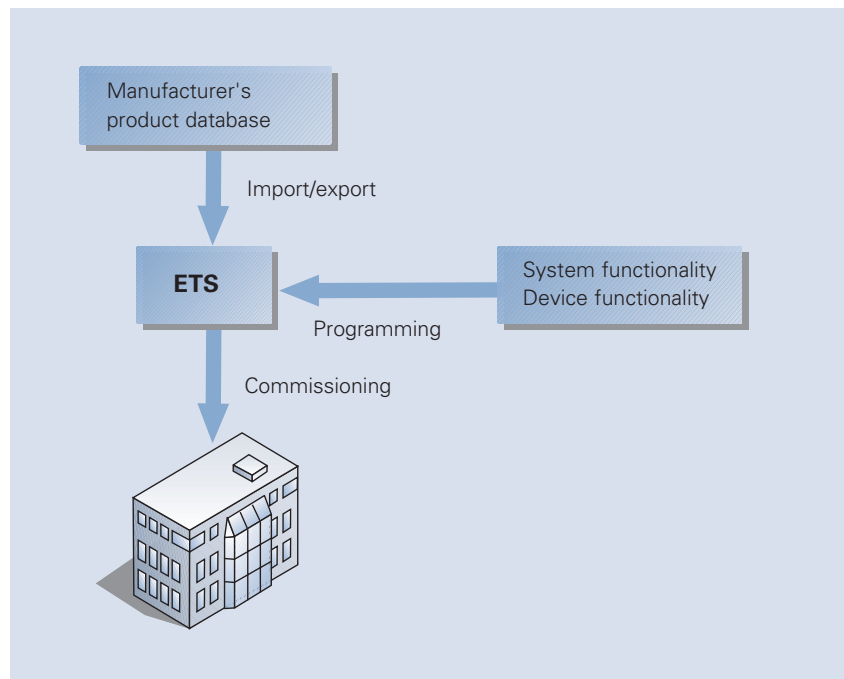 Manufacturer's
product database
Import/export
ETS
System functionality
Device functionality
Programming
Commissioning